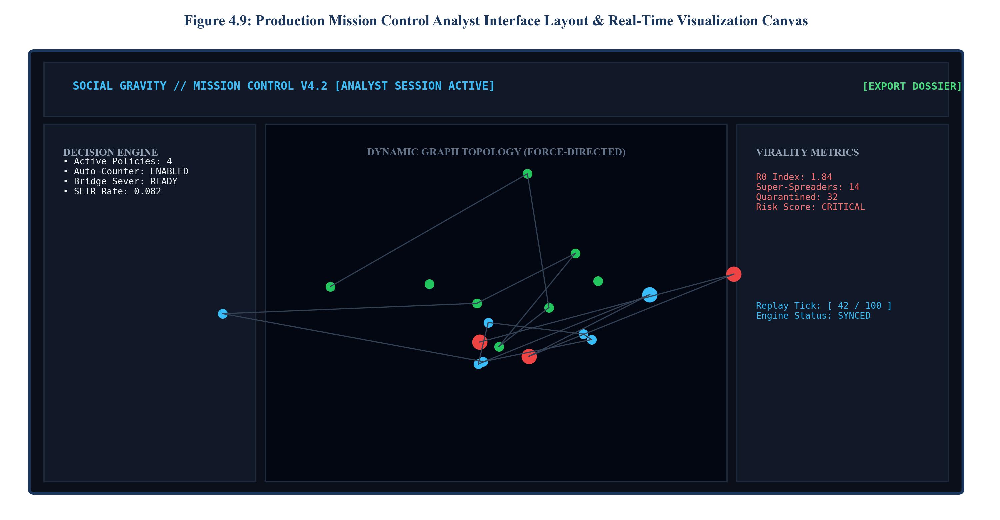 Figure 4.9: Production Mission Control Analyst Interface Layout & Real-Time Visualization Canvas
SOCIAL GRAVITY // MISSION CONTROL V4.2 [ANALYST SESSION ACTIVE]
[EXPORT DOSSIER]
DECISION ENGINE
• Active Policies: 4
• Auto-Counter: ENABLED
• Bridge Sever: READY
• SEIR Rate: 0.082
DYNAMIC GRAPH TOPOLOGY (FORCE-DIRECTED)
VIRALITY METRICS
R0 Index: 1.84
Super-Spreaders: 14
Quarantined: 32
Risk Score: CRITICAL
Replay Tick: [ 42 / 100 ]
Engine Status: SYNCED